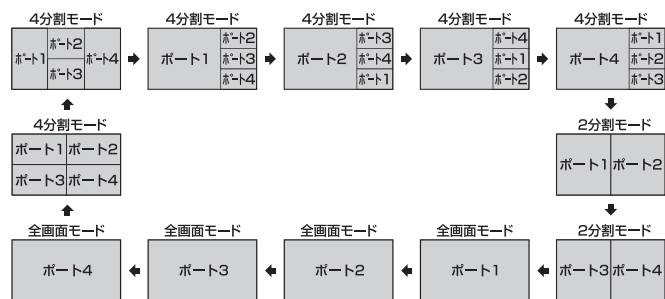 4分割モード 4分割モード 4分割モード 4分割モード 4分割モード
ポート1 ポート2 ポート3 ポート4
ポート1 ポート2 ポート3 ポート4
ポート2 ポート3 ポート4 ポート1
ポート3 ポート4 ポート1 ポート2
ポート4 ポート1 ポート2 ポート3
4分割モード 2分割モード
ポート1 ポート2
ポート3 ポート4
ポート1 ポート2
全画面モード 全画面モード 全画面モード 全画面モード 2分割モード
ポート4 ポート3 ポート2 ポート1 ポート3 ポート4